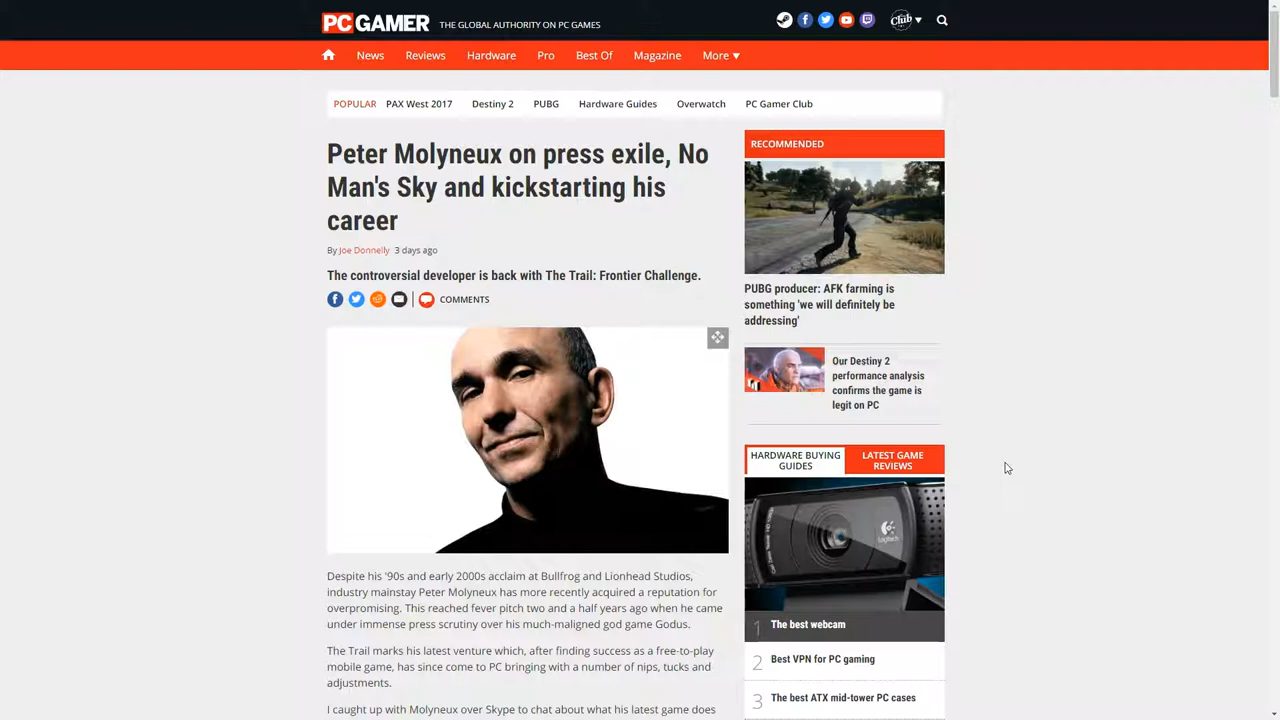 PC GAMER THE GLOBAL AUTHORITY ON PC GAMES
Club
News Reviews Hardware Pro Best Of Magazine More
POPULAR PAX West 2017 Destiny 2 PUBG Hardware Guides Overwatch PC Gamer Club
Peter Molyneux on press exile, No
Man's Sky and kickstarting his
career
By Joe Donnelly 3 days ago
The controversial developer is back with The Trail: Frontier Challenge.
COMMENTS
Despite his '90s and early 2000s acclaim at Bullfrog and Lionhead Studios,
industry mainstay Peter Molyneux has more recently acquired a reputation for
overpromising. This reached fever pitch two and a half years ago when he came
under immense press scrutiny over his much-maligned god game Godus.
The Trail marks his latest venture which, after finding success as a free-to-play
mobile game, has since come to PC bringing with a number of nips, tucks and
adjustments.
I caught up with Molyneux over Skype to chat about what his latest game does
RECOMMENDED
PUBG producer: AFK farming is
something 'we will definitely be
addressing'
Our Destiny 2
performance analysis
confirms the game is
legit on PC
HARDWARE BUYING
GUIDES
LATEST GAME
REVIEWS
Logitech
1 The best webcam
2 Best VPN for PC gaming
3 The best ATX mid-tower PC cases